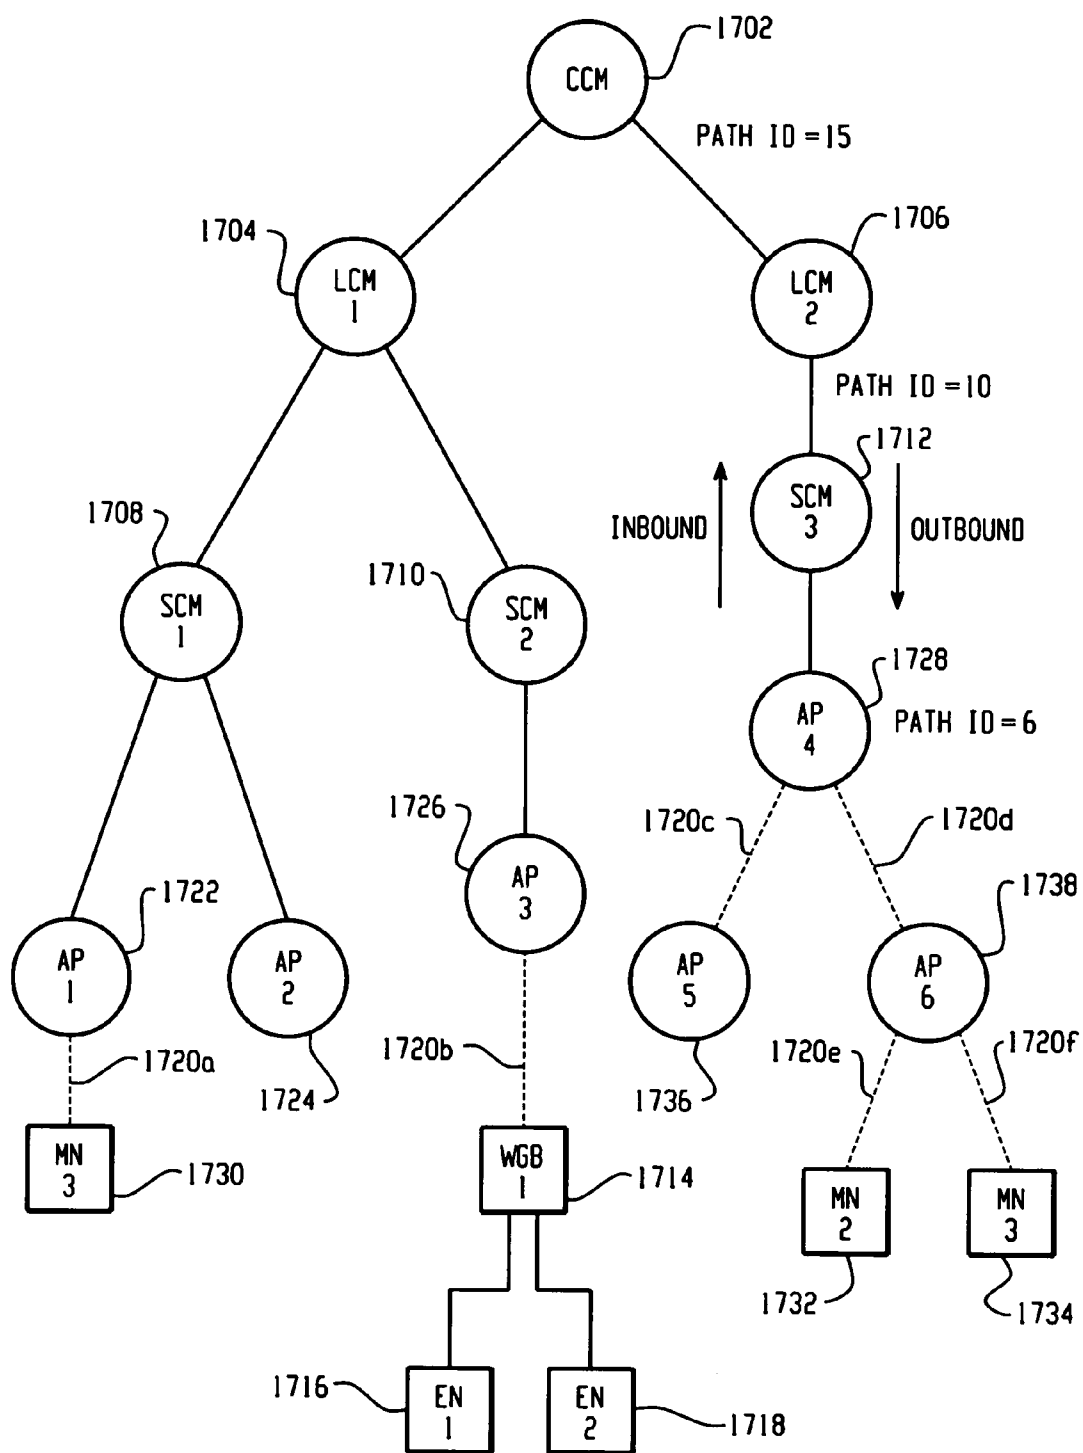 1702
CCM
PATH ID = 15
1704
1706
LCM
1
LCM
2
PATH ID = 10
1712
1708
SCM
3
INBOUND
OUTBOUND
1710
SCM
1
SCM
2
1728
AP
4
PATH ID = 6
1726
1720c
1720d
1722
AP
3
1738
AP
1
AP
2
AP
5
AP
6
1720a
1720b
1720e
1720f
1724
1736
MN
3
1730
WGB
1
1714
MN
2
MN
3
1732
1734
1716
EN
1
EN
2
1718